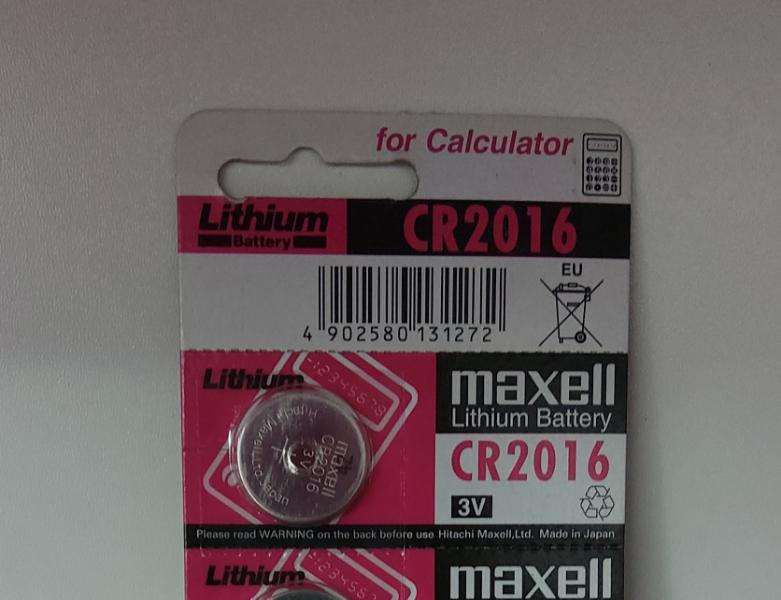 for Calculator
Lithium
Battery
CR2016
EU
4 902580 131272
Lithium
-12345678
maxell
Lithium Battery
CR2016
3V
maxell
CR2016
3V
Please read WARNING on the back before use Hitachi Maxell,Ltd. Made in Japan
Lithium
maxell